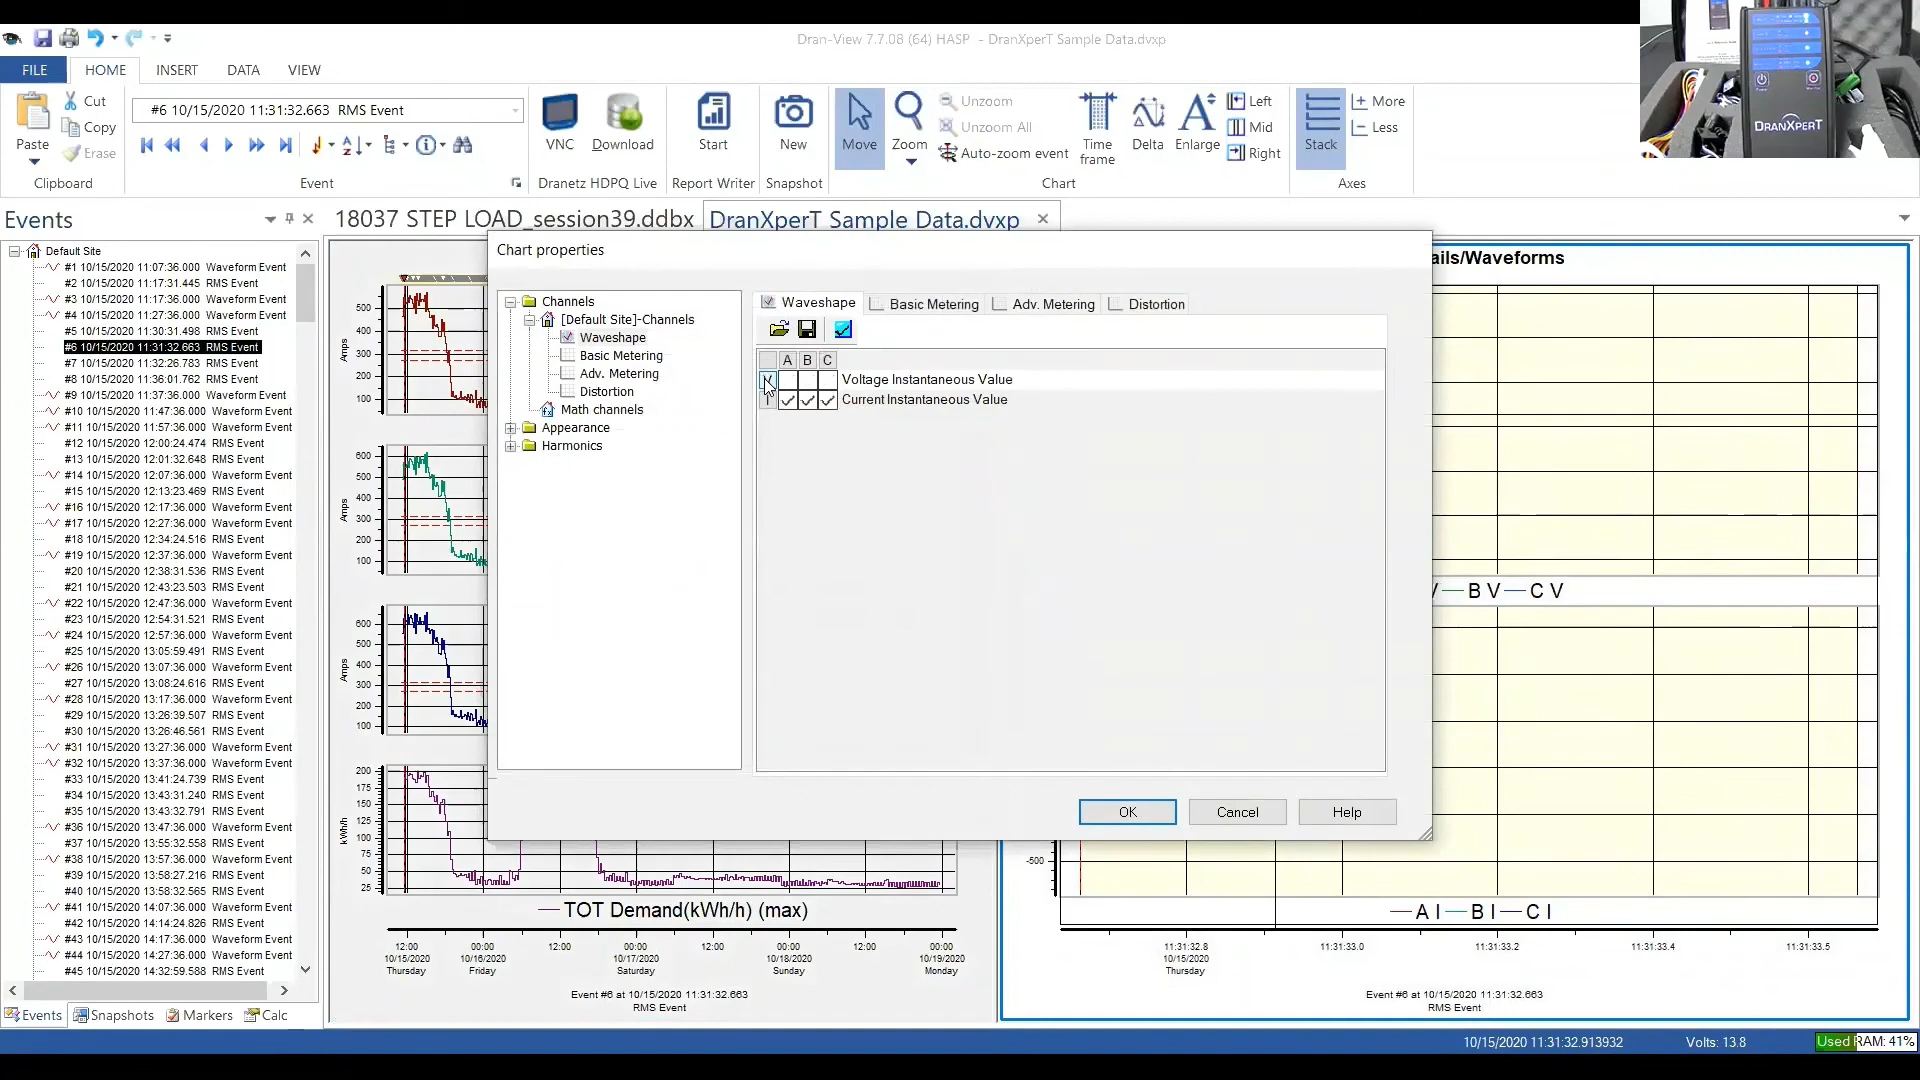 Dran-View 7.7.08 (64) HASP - DranXperT Sample Data.dvxp
FILE HOME INSERT DATA VIEW
Paste
Cut
Copy
Erase
Clipboard
#6 10/15/2020 11:31:32.663 RMS Event
Event
VNC
Download
Dranetz HDPQ Live
Start
Report Writer
New
Snapshot
Move
Zoom
Unzoom
Unzoom All
Auto-zoom event
Time frame
Delta
Enlarge
Left
Mid
Right
Chart
Stack
More
Less
Axes
DRANXPERT
Events
18037 STEP LOAD_session39.ddbx
DranXperT Sample Data.dvxp
Default Site
#1 10/15/2020 11:07:36.000 Waveform Event
#2 10/15/2020 11:17:31.445 RMS Event
#3 10/15/2020 11:17:36.000 Waveform Event
#4 10/15/2020 11:27:36.000 Waveform Event
#5 10/15/2020 11:30:31.498 RMS Event
#6 10/15/2020 11:31:32.663 RMS Event
#7 10/15/2020 11:32:26.783 RMS Event
#8 10/15/2020 11:36:01.762 RMS Event
#9 10/15/2020 11:37:36.000 Waveform Event
#10 10/15/2020 11:47:36.000 Waveform Event
#11 10/15/2020 11:57:36.000 Waveform Event
#12 10/15/2020 12:00:24.474 RMS Event
#13 10/15/2020 12:01:32.648 RMS Event
#14 10/15/2020 12:07:36.000 Waveform Event
#15 10/15/2020 12:13:23.469 RMS Event
#16 10/15/2020 12:17:36.000 Waveform Event
#17 10/15/2020 12:27:36.000 Waveform Event
#18 10/15/2020 12:34:24.516 RMS Event
#19 10/15/2020 12:37:36.000 Waveform Event
#20 10/15/2020 12:38:31.536 RMS Event
#21 10/15/2020 12:43:23.503 RMS Event
#22 10/15/2020 12:47:36.000 Waveform Event
#23 10/15/2020 12:54:31.521 RMS Event
#24 10/15/2020 12:57:36.000 Waveform Event
#25 10/15/2020 13:05:59.491 RMS Event
#26 10/15/2020 13:07:36.000 Waveform Event
#27 10/15/2020 13:08:24.616 RMS Event
#28 10/15/2020 13:17:36.000 Waveform Event
#29 10/15/2020 13:26:39.507 RMS Event
#30 10/15/2020 13:26:46.561 RMS Event
#31 10/15/2020 13:27:36.000 Waveform Event
#32 10/15/2020 13:37:36.000 Waveform Event
#33 10/15/2020 13:41:24.739 RMS Event
#34 10/15/2020 13:43:31.240 RMS Event
#35 10/15/2020 13:43:32.791 RMS Event
#36 10/15/2020 13:47:36.000 Waveform Event
#37 10/15/2020 13:55:32.558 RMS Event
#38 10/15/2020 13:57:36.000 Waveform Event
#39 10/15/2020 13:58:27.216 RMS Event
#40 10/15/2020 13:58:32.565 RMS Event
#41 10/15/2020 14:07:36.000 Waveform Event
#42 10/15/2020 14:14:24.826 RMS Event
#43 10/15/2020 14:17:36.000 Waveform Event
#44 10/15/2020 14:27:36.000 Waveform Event
#45 10/15/2020 14:32:59.588 RMS Event
Events Snapshots Markers Calc
Amps
500
400
300
200
100
Amps
600
500
400
300
200
100
Amps
600
500
400
300
200
100
kWh/h
200
175
150
125
100
75
50
25
TOT Demand(kWh/h) (max)
12:00 00:00 12:00 00:00 12:00 00:00 12:00 00:00
10/15/2020 10/16/2020 10/17/2020 10/18/2020 10/19/2020
Thursday Friday Saturday Sunday Monday
Event #6 at 10/15/2020 11:31:32.663
RMS Event
Chart properties
Channels
[Default Site]-Channels
Waveshape
Basic Metering
Adv. Metering
Distortion
Math channels
Appearance
Harmonics
Waveshape Basic Metering Adv. Metering Distortion
A B C
Voltage Instantaneous Value
Current Instantaneous Value
OK Cancel Help
ails/Waveforms
V B V C V
-500
A I B I C I
11:31:32.8 11:31:33.0 11:31:33.2 11:31:33.4 11:31:33.5
10/15/2020
Thursday
Event #6 at 10/15/2020 11:31:32.663
RMS Event
10/15/2020 11:31:32.913932 Volts: 13.8 Used RAM: 41%